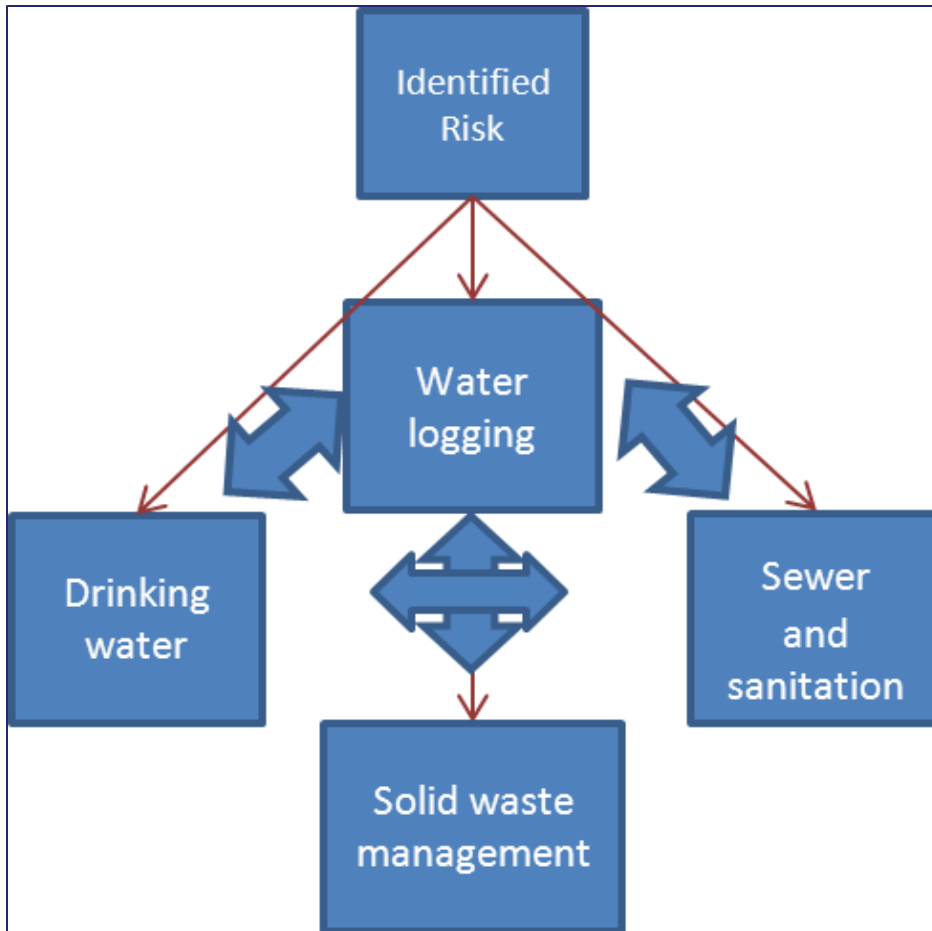 Identified
Risk
Water
logging
Drinking
water
Sewer
and
sanitation
Solid waste
management